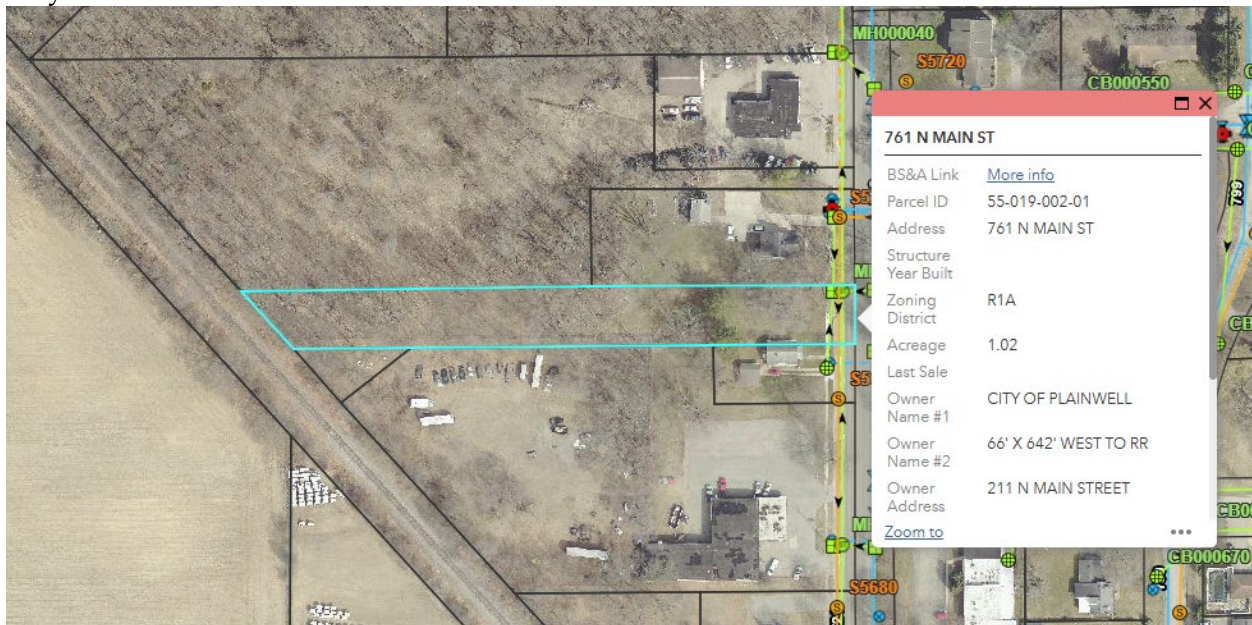 MH000040
S5720
CB000550
761 N MAIN ST
BS&A Link More info
Parcel ID 55-019-002-01
Address 761 N MAIN ST
Structure
Year Built
Zoning R1A
District
Acreage 1.02
Last Sale
Owner CITY OF PLAINWELL
Name #1
Owner 66' X 642' WEST TO RR
Name #2
Owner 211 N MAIN STREET
Address
Zoom to
799
S5680
CB000670